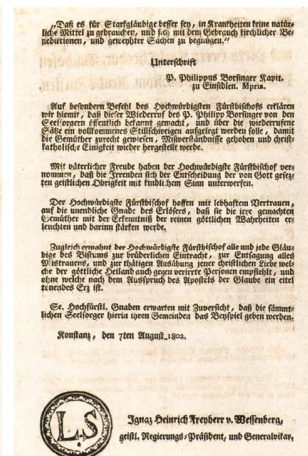 „Daß es für Starkgläubige besser sey, in Krankheiten keine natür-
liche Mittel zu gebrauchen, und sich mit dem Gebrauch kirchlicher Be-
nedictionen, und geweyhter Sachen zu begnügen."
Unterschrift
P. Philippus Borsinger Kapit.
zu Einsidlen. Mpria.
Auf besondern Befehl des Hochwürdigsten Fürstbischofs erklären
wir hiemit, daß dieser Wiederruf des P. Philipp Borsinger von den
Seelsorgern öffentlich bekannt gemacht, und über die wiederrufene
Sätze ein vollkommenes Stillschweigen auferlegt werden solle, damit
die Gemüther zurecht gewiesen, Misverständnisse gehoben und christ-
katholische Einigkeit wieder hergestellt werde.
Mit väterlicher Freude haben der Hochwürdigste Fürstbischof ver-
nommen, daß die Irrenden sich der Entscheidung der von Gott gesez-
ten geistlichen Obrigkeit mit kindlichem Sinn unterwerfen.
Der Hochwürdigste Fürstbischof hoffen mit lebhaftem Vertrauen,
auf die unendliche Gnade des Erlösers, daß sie die irre gemachten
Gemüther mit der Erkenntniß der reinen göttlichen Wahrheiten er-
leuchten und darinn stärken werde.
Zugleich ermahnt der Hochwürdigste Fürstbischof alle und jede Gläu-
bige des Bistums zur brüderlichen Eintracht, zur Entsagung alles
Mistrauens, und zur thätigen Ausübung jener christlichen Liebe wel-
che der göttliche Heiland auch gegen verirrte Personen empfiehlt, und
ohne welche nach dem Ausspruch des Apostels der Glaube ein eitel
tönendes Erz ist.
Se. Hochfürstl. Gnaden erwarten mit Zuversicht, daß die sämmt-
lichen Seelsorger hierin ihren Gemeinden das Beyspiel geben werden.
Konstanz, den 7ten August 1802.
L.S
Ignaz Heinrich Freyherr v. Wessenberg,
geistl. Regierungs-Präsident, und Generalvikar.